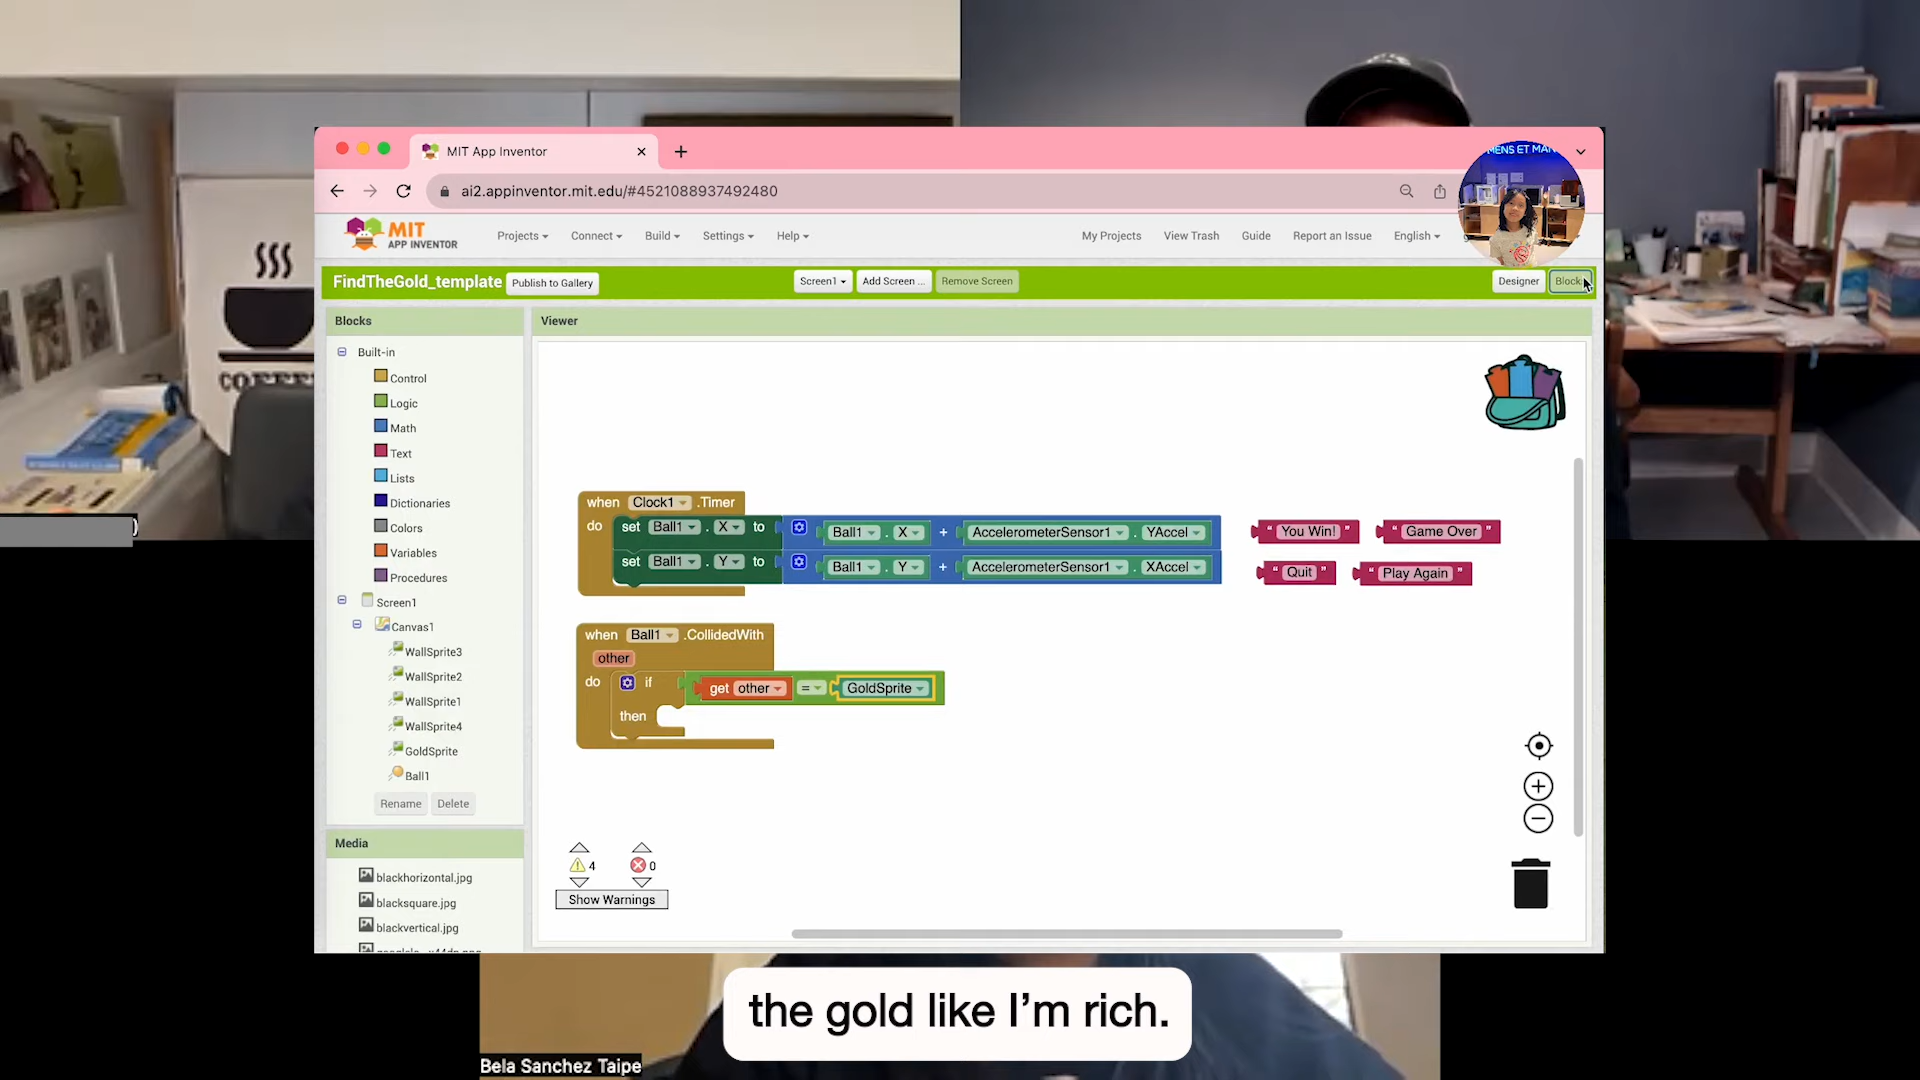 MIT App Inventor
ai2.appinventor.mit.edu/#4521088937492480
MENS ET MAN
MIT
APP INVENTOR
Projects
Connect
Build
Settings
Help
My Projects
View Trash
Guide
Report an Issue
English
FindTheGold_template
Publish to Gallery
Screen1
Add Screen ...
Remove Screen
Designer
Blocks
Blocks
Viewer
Built-in
Control
Logic
Math
Text
Lists
Dictionaries
Colors
Variables
Procedures
Screen1
Canvas1
WallSprite3
WallSprite2
WallSprite1
WallSprite4
GoldSprite
Ball1
Rename
Delete
Media
blackhorizontal.jpg
blacksquare.jpg
blackvertical.jpg
when Clock1 .Timer
do set Ball1 . X to Ball1 . X + AccelerometerSensor1 . YAccel
set Ball1 . Y to Ball1 . Y + AccelerometerSensor1 . XAccel
“ You Win! ” “ Game Over ”
“ Quit ” “ Play Again ”
when Ball1 .CollidedWith
other
do if get other = GoldSprite
then
4
0
Show Warnings
the gold like I’m rich.
Bela Sanchez Taipe